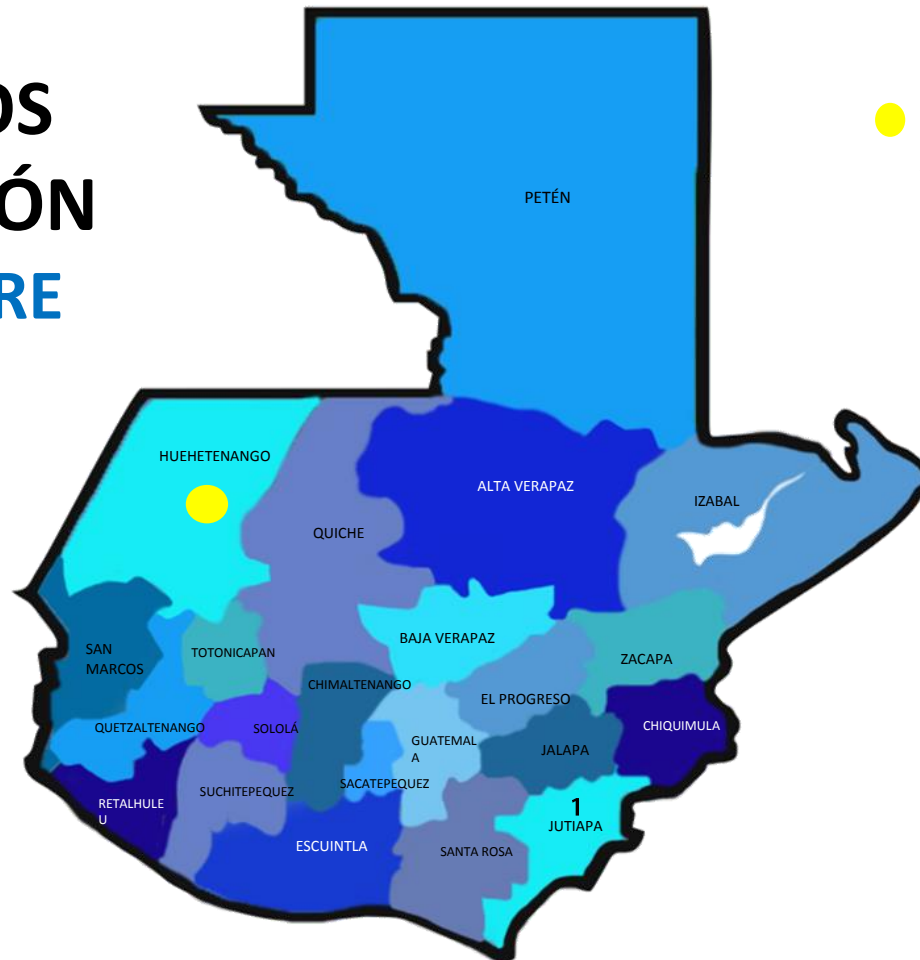 OS
IÓN
RE
PETÉN
HUEHETENANGO
ALTA VERAPAZ
IZABAL
QUICHE
BAJA VERAPAZ
SAN
MARCOS
TOTONICAPAN
ZACAPA
CHIMALTENANGO
EL PROGRESO
QUETZALTENANGO
SOLOLÁ
CHIQUIMULA
GUATEMAL
A
JALAPA
SACATEPEQUEZ
SUCHITEPEQUEZ
RETALHULE
U
1
JUTIAPA
ESCUINTLA
SANTA ROSA